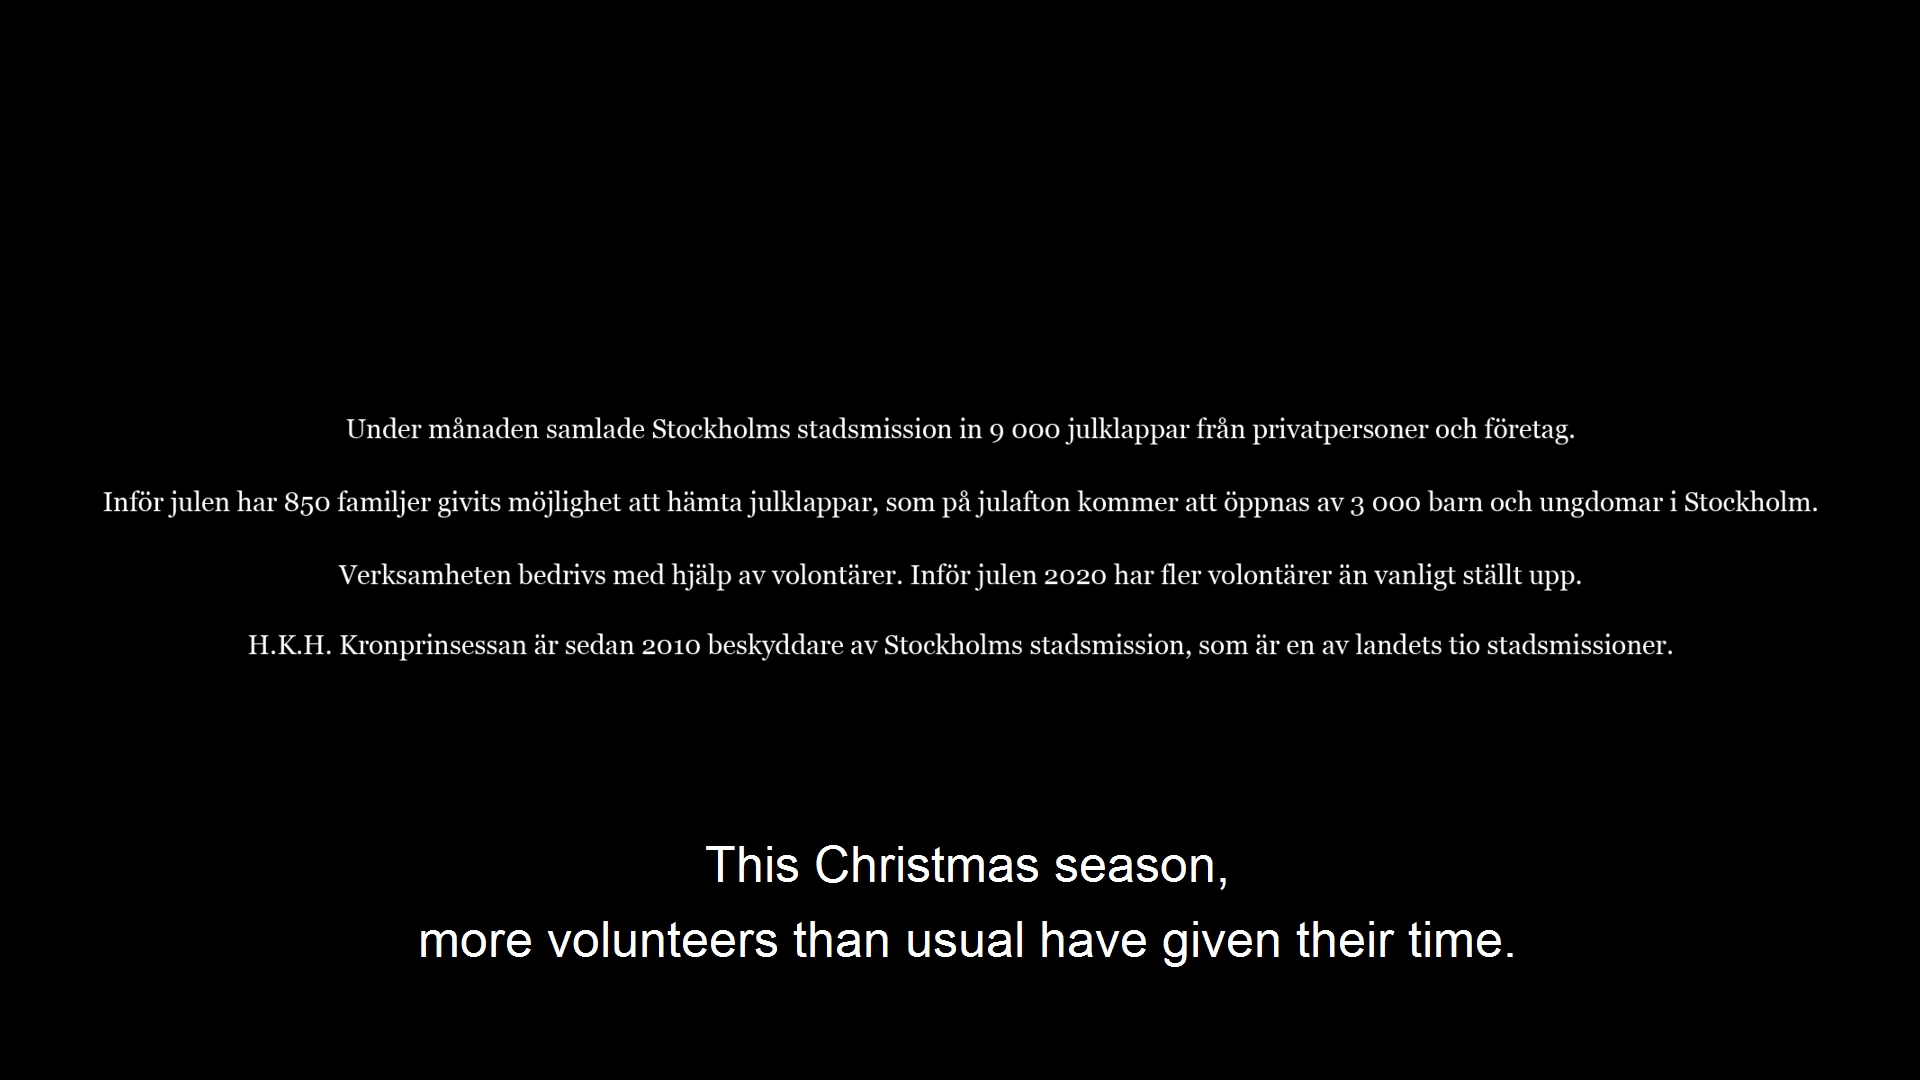 Under månaden samlade Stockholms stadsmission in 9 000 julklappar från privatpersoner och företag.
Inför julen har 850 familjer givits möjlighet att hämta julklappar, som på julafton kommer att öppnas av 3 000 barn och ungdomar i Stockholm.
Verksamheten bedrivs med hjälp av volontärer. Inför julen 2020 har fler volontärer än vanligt ställt upp.
H.K.H. Kronprinsessan är sedan 2010 beskyddare av Stockholms stadsmission, som är en av landets tio stadsmissioner.
This Christmas season,
more volunteers than usual have given their time.